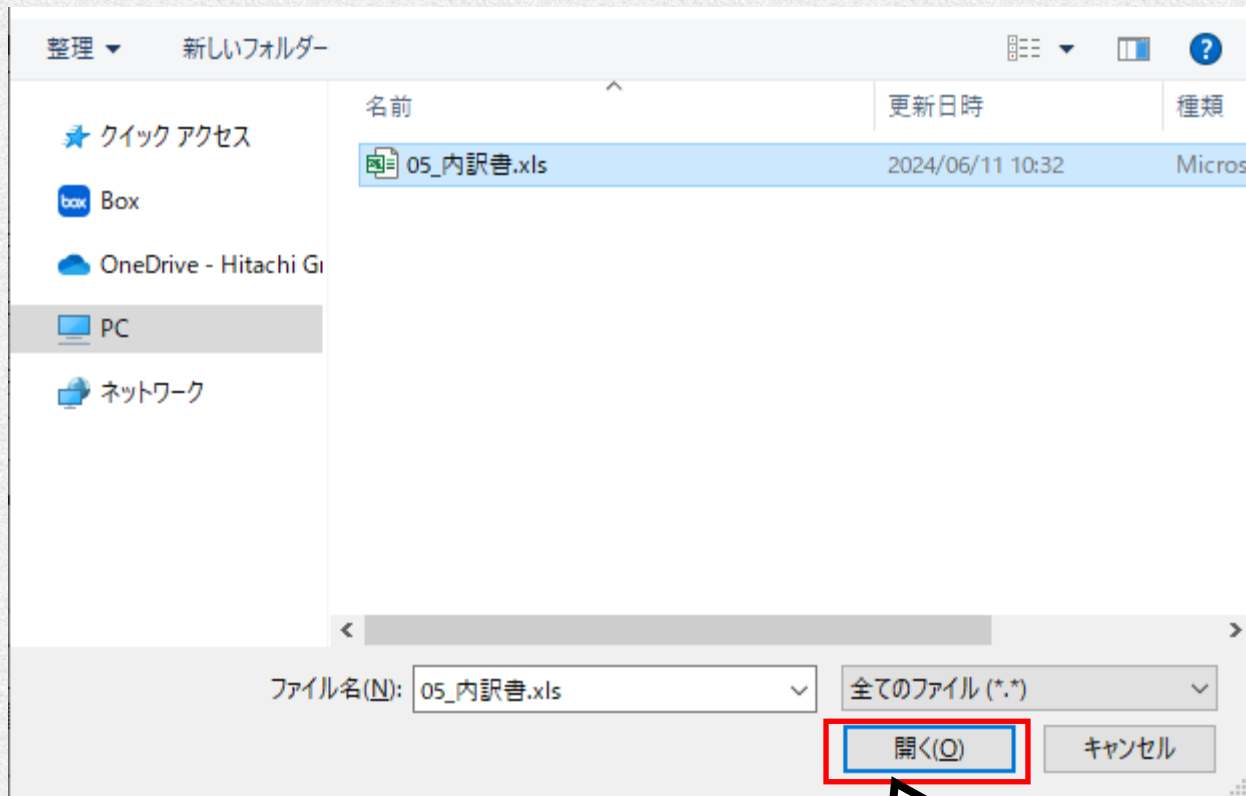 整理 新しいフォルダー
名前 更新日時 種類
クイック アクセス
05_内訳書.xls 2024/06/11 10:32 Micros
box Box
OneDrive - Hitachi Gr
PC
ネットワーク
ファイル名(N): 05_内訳書.xls 全てのファイル (*.*)
開く(O) キャンセル